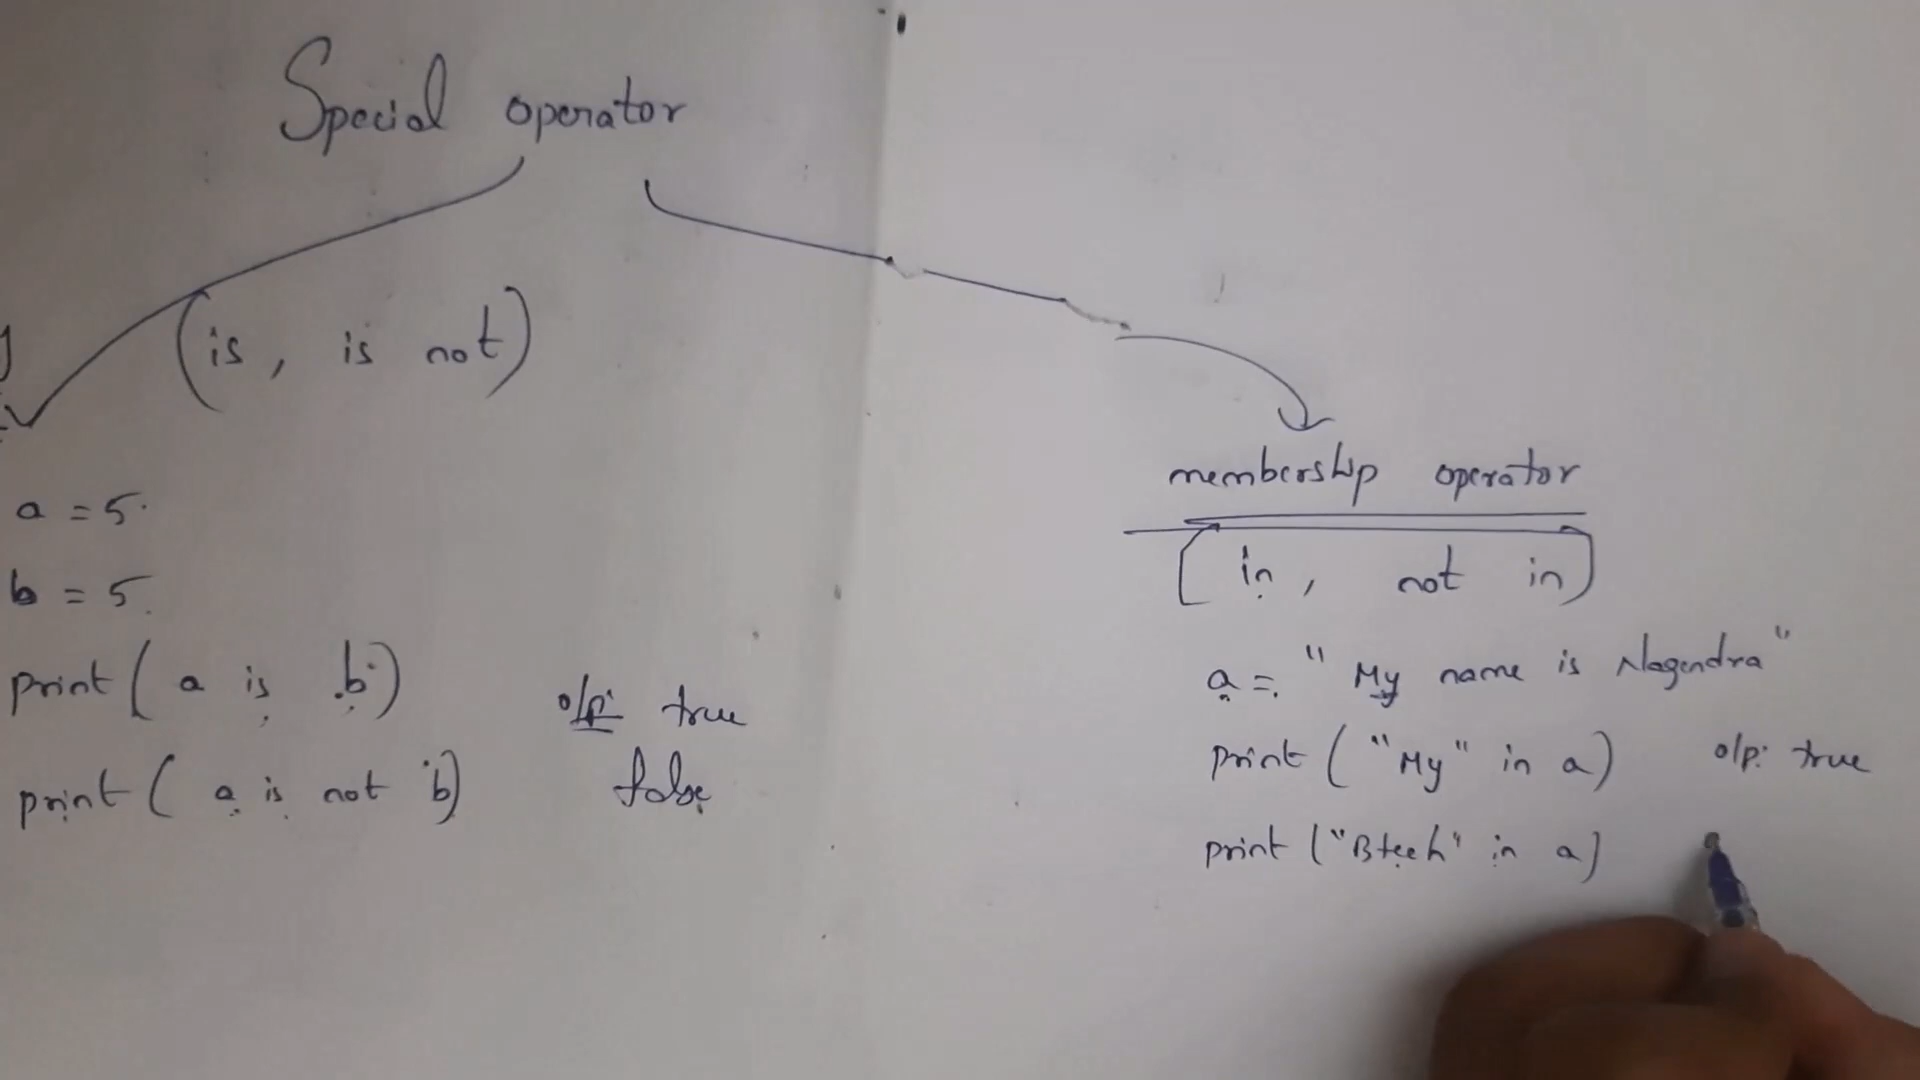 Special operator
(is, is not)
a = 5.
b = 5.
print( a is b)
print( a is not b)
o/p: true
false
membership operator
[in, not in)
a = "My name is Nagendra"
print ("My" in a) o/p: true
print ("Btech" in a)